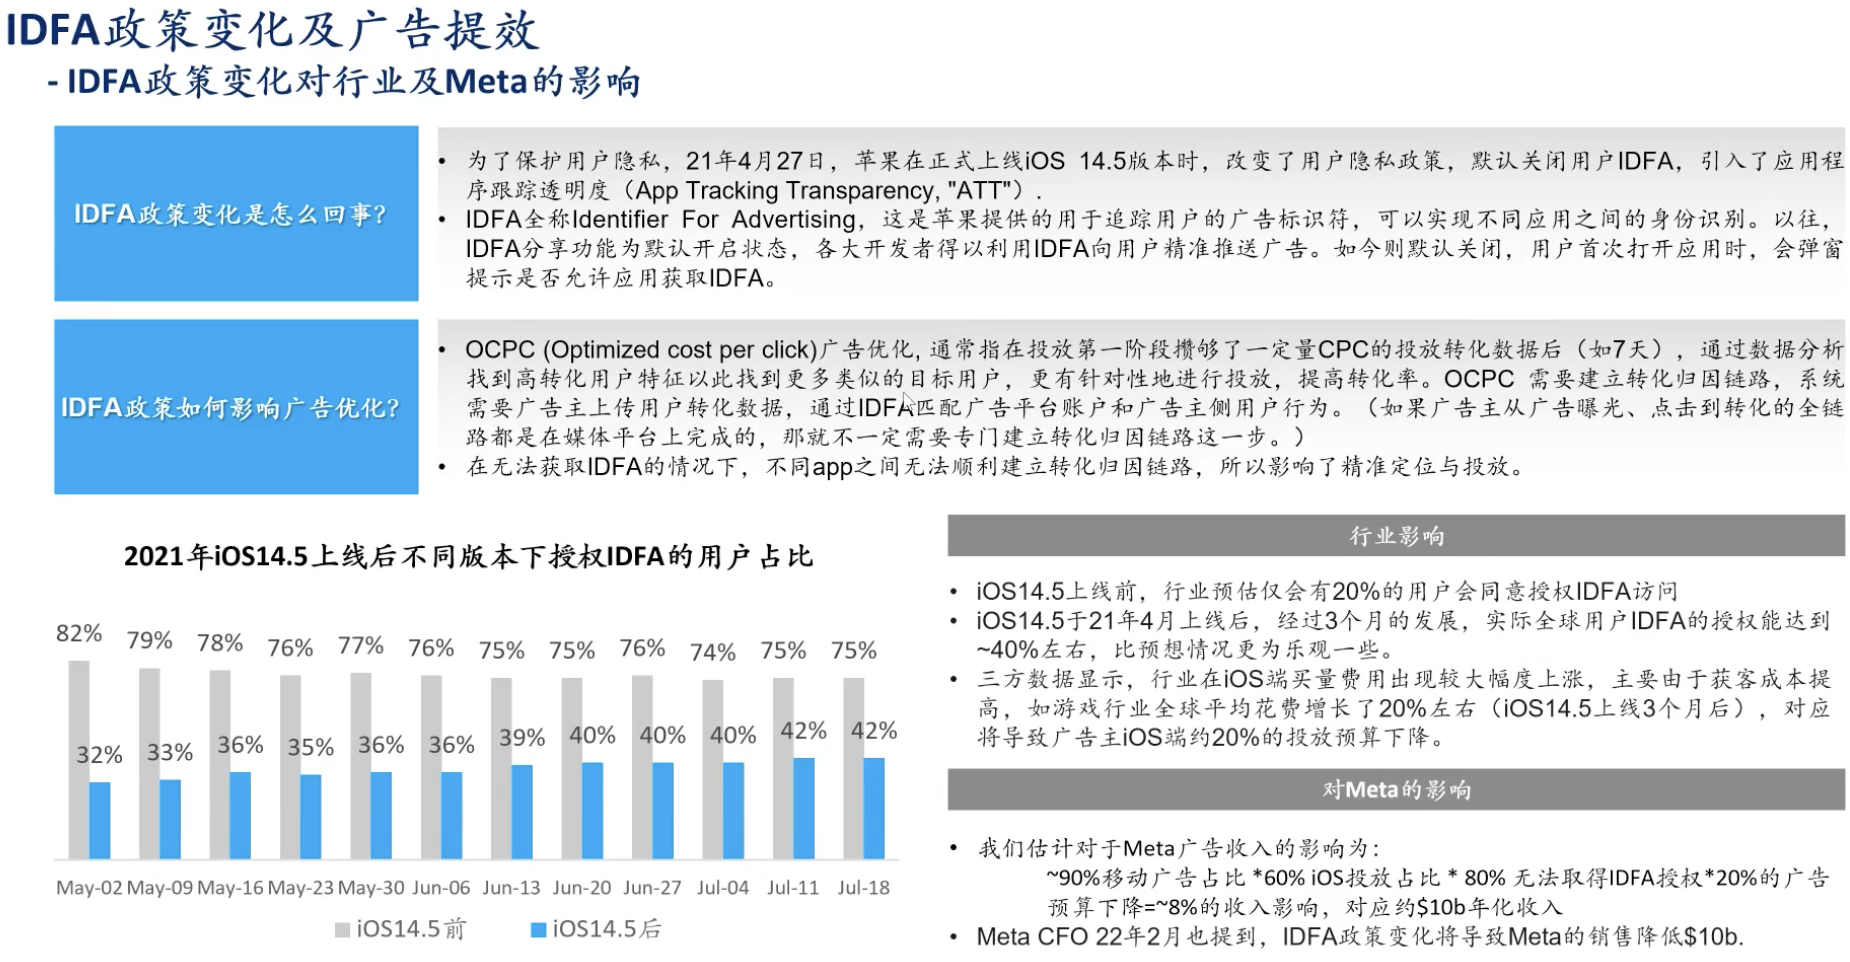 IDFA政策变化及广告提效
- IDFA政策变化对行业及Meta的影响
IDFA政策变化是怎么回事?
• 为了保护用户隐私，21年4月27日，苹果在正式上线iOS 14.5版本时，改变了用户隐私政策，默认关闭用户IDFA，引入了应用程
序跟踪透明度（App Tracking Transparency, "ATT"）.
• IDFA全称Identifier For Advertising，这是苹果提供的用于追踪用户的广告标识符，可以实现不同应用之间的身份识别。以往，
IDFA分享功能为默认开启状态，各大开发者得以利用IDFA向用户精准推送广告。如今则默认关闭，用户首次打开应用时，会弹窗
提示是否允许应用获取IDFA。
IDFA政策如何影响广告优化?
• OCPC (Optimized cost per click)广告优化, 通常指在投放第一阶段攒够了一定量CPC的投放转化数据后（如7天），通过数据分析
找到高转化用户特征以此找到更多类似的目标用户，更有针对性地进行投放，提高转化率。OCPC 需要建立转化归因链路，系统
需要广告主上传用户转化数据，通过IDFA匹配广告平台账户和广告主侧用户行为。（如果广告主从广告曝光、点击到转化的全链
路都是在媒体平台上完成的，那就不一定需要专门建立转化归因链路这一步。）
• 在无法获取IDFA的情况下，不同app之间无法顺利建立转化归因链路，所以影响了精准定位与投放。
2021年iOS14.5上线后不同版本下授权IDFA的用户占比
82% 79% 78% 76% 77% 76% 75% 75% 76% 74% 75% 75%
32% 33% 36% 35% 36% 36% 39% 40% 40% 40% 42% 42%
May-02 May-09 May-16 May-23 May-30 Jun-06 Jun-13 Jun-20 Jun-27 Jul-04 Jul-11 Jul-18
iOS14.5前 iOS14.5后
行业影响
• iOS14.5上线前，行业预估仅会有20%的用户会同意授权IDFA访问
• iOS14.5于21年4月上线后，经过3个月的发展，实际全球用户IDFA的授权能达到
~40%左右，比预想情况更为乐观一些。
• 三方数据显示，行业在iOS端买量费用出现较大幅度上涨，主要由于获客成本提
高，如游戏行业全球平均花费增长了20%左右（iOS14.5上线3个月后），对应
将导致广告主iOS端约20%的投放预算下降。
对Meta的影响
• 我们估计对于Meta广告收入的影响为：
~90%移动广告占比 *60% iOS投放占比 * 80% 无法取得IDFA授权*20%的广告
预算下降=~8%的收入影响，对应约$10b年化收入
• Meta CFO 22年2月也提到，IDFA政策变化将导致Meta的销售降低$10b.